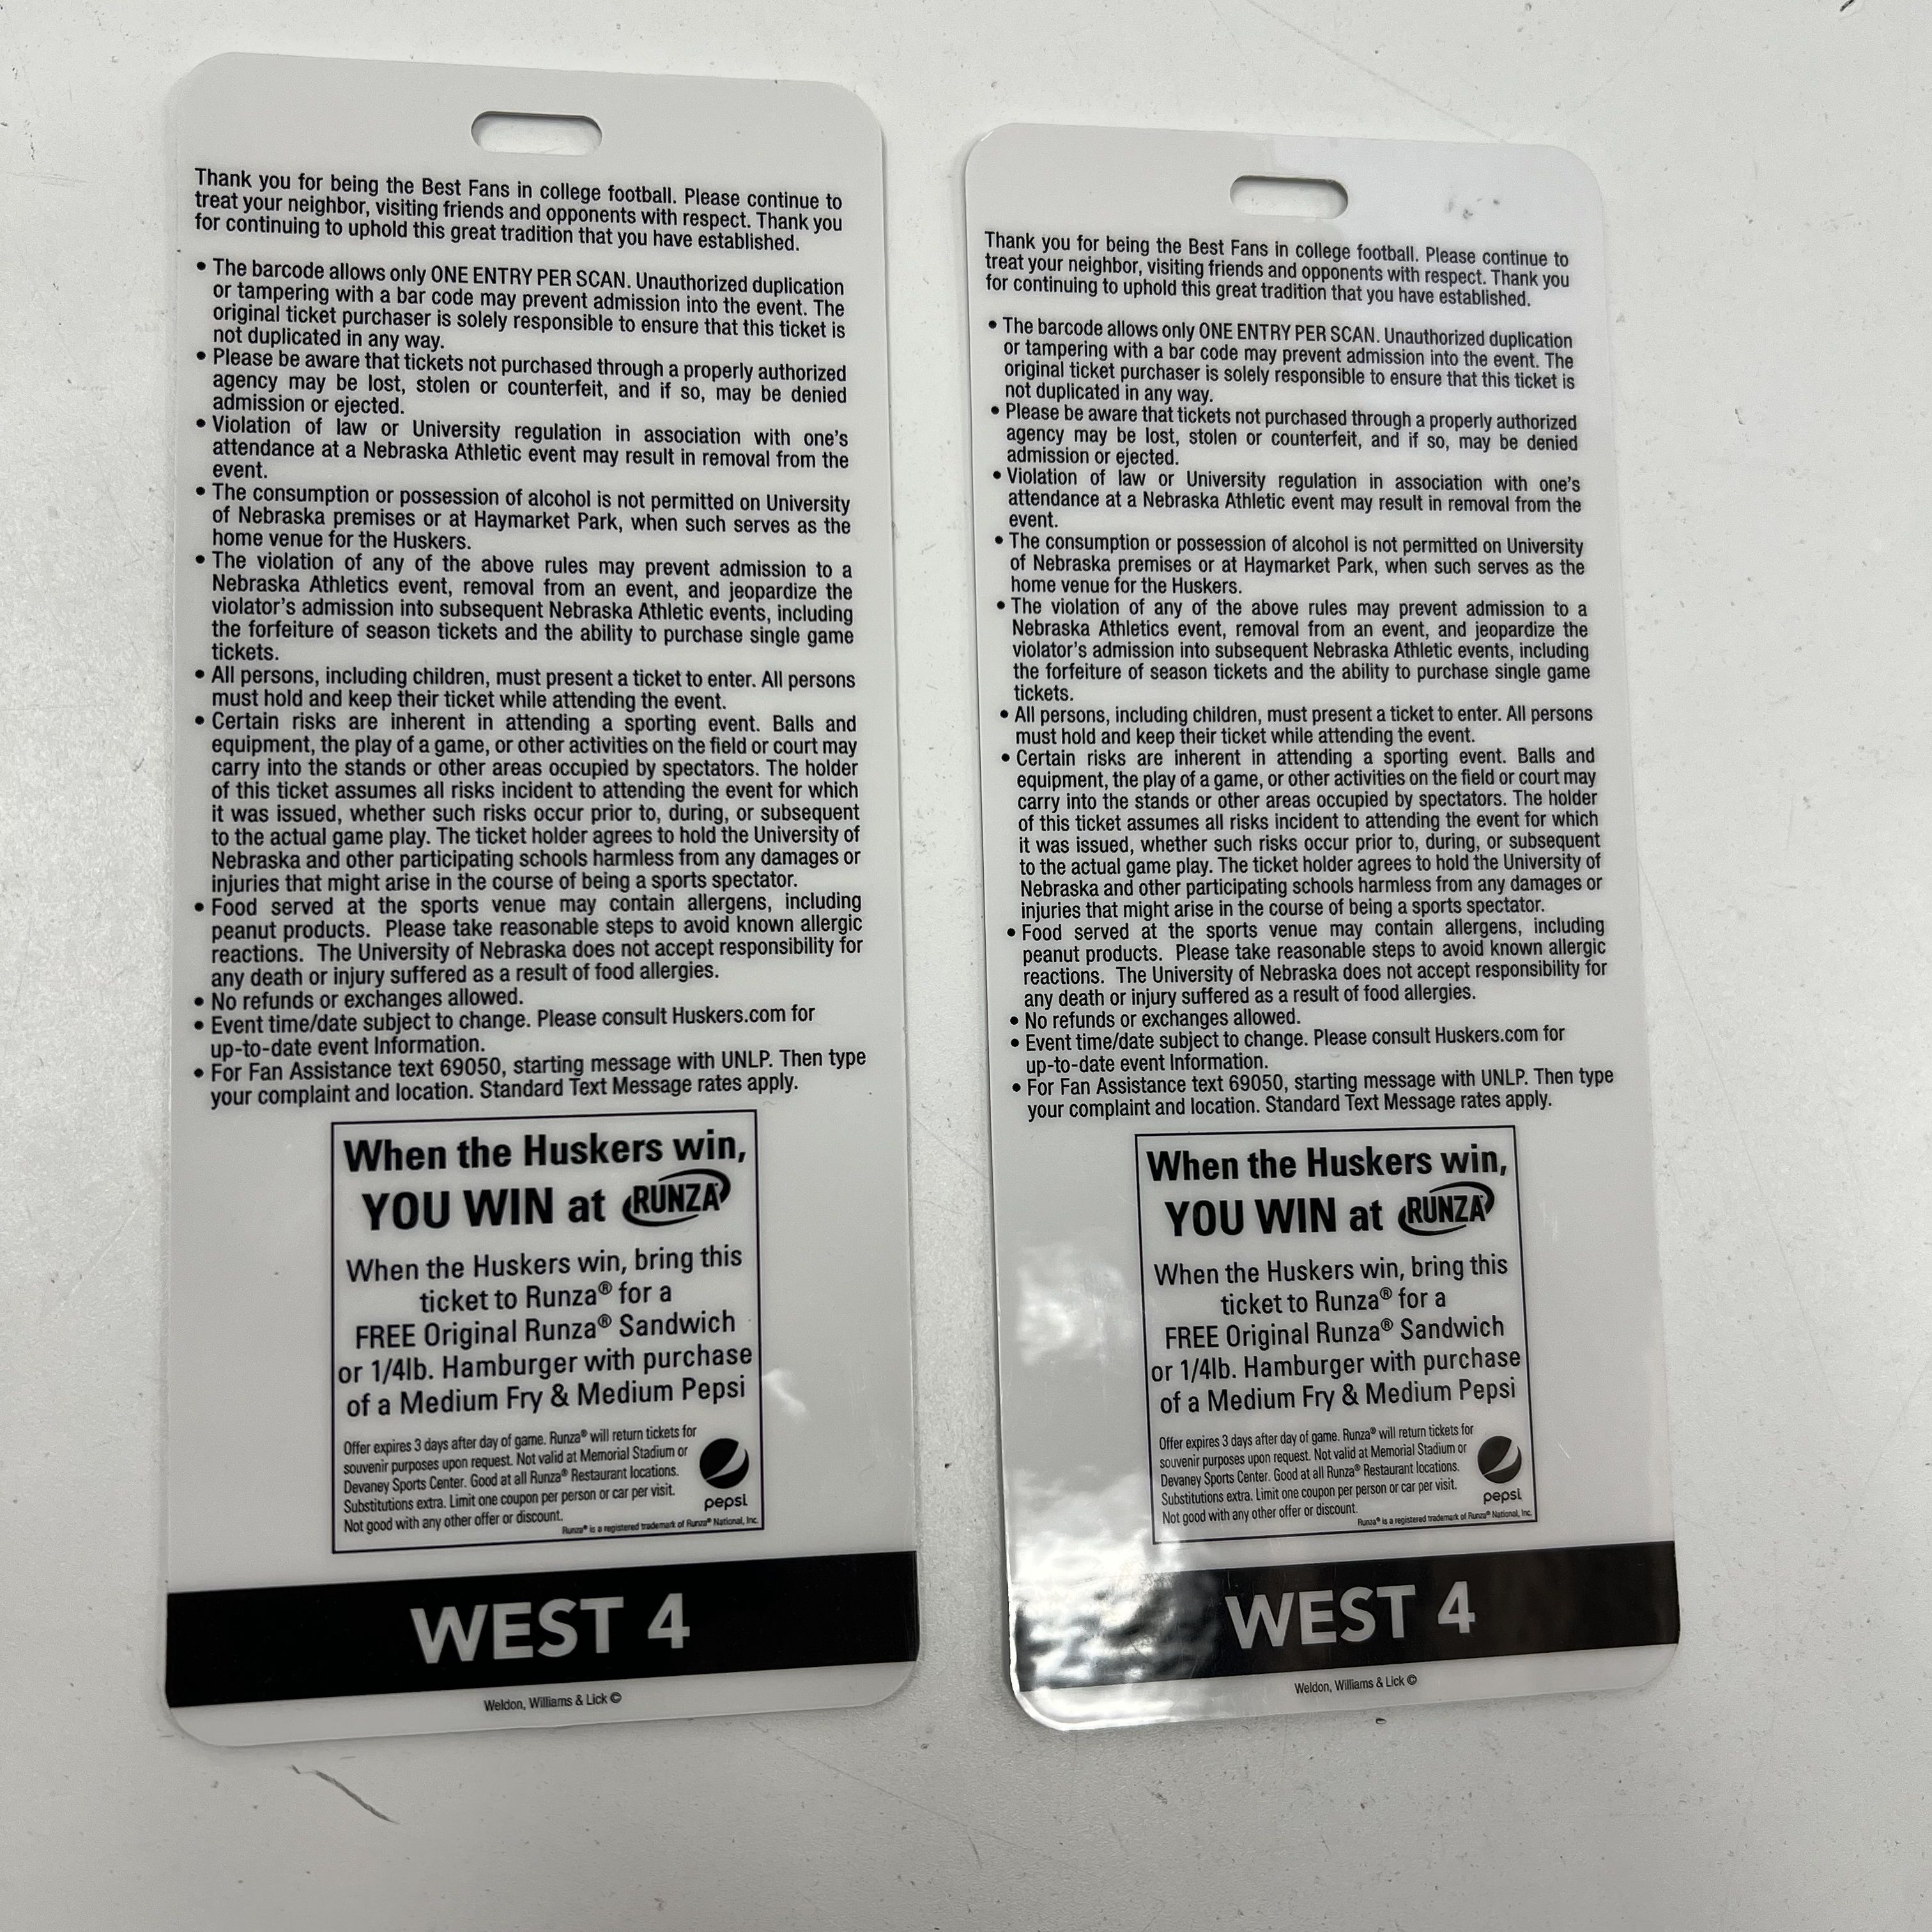 Thank you for being the Best Fans in college football. Please continue to
treat your neighbor, visiting friends and opponents with respect. Thank you
for continuing to uphold this great tradition that you have established.
• The barcode allows only ONE ENTRY PER SCAN. Unauthorized duplication
or tampering with a bar code may prevent admission into the event. The
original ticket purchaser is solely responsible to ensure that this ticket is
not duplicated in any way.
• Please be aware that tickets not purchased through a properly authorized
agency may be lost, stolen or counterfeit, and if so, may be denied
admission or ejected.
• Violation of law or University regulation in association with one's
attendance at a Nebraska Athletic event may result in removal from the
event.
• The consumption or possession of alcohol is not permitted on University
of Nebraska premises or at Haymarket Park, when such serves as the
home venue for the Huskers.
• The violation of any of the above rules may prevent admission to a
Nebraska Athletics event, removal from an event, and jeopardize the
violator's admission into subsequent Nebraska Athletic events, including
the forfeiture of season tickets and the ability to purchase single game
tickets.
• All persons, including children, must present a ticket to enter. All persons
must hold and keep their ticket while attending the event.
• Certain risks are inherent in attending a sporting event. Balls and
equipment, the play of a game, or other activities on the field or court may
carry into the stands or other areas occupied by spectators. The holder
of this ticket assumes all risks incident to attending the event for which
it was issued, whether such risks occur prior to, during, or subsequent
to the actual game play. The ticket holder agrees to hold the University of
Nebraska and other participating schools harmless from any damages or
injuries that might arise in the course of being a sports spectator.
• Food served at the sports venue may contain allergens, including
peanut products. Please take reasonable steps to avoid known allergic
reactions. The University of Nebraska does not accept responsibility for
any death or injury suffered as a result of food allergies.
• No refunds or exchanges allowed.
• Event time/date subject to change. Please consult Huskers.com for
up-to-date event Information.
• For Fan Assistance text 69050, starting message with UNLP. Then type
your complaint and location. Standard Text Message rates apply.
When the Huskers win,
YOU WIN at RUNZA
When the Huskers win, bring this
ticket to Runza® for a
FREE Original Runza® Sandwich
or 1/4lb. Hamburger with purchase
of a Medium Fry & Medium Pepsi
Offer expires 3 days after day of game. Runza® will return tickets for
souvenir purposes upon request. Not valid at Memorial Stadium or
Devaney Sports Center. Good at all Runza® Restaurant locations.
Substitutions extra. Limit one coupon per person or car per visit.
Not good with any other offer or discount.
pepsi
Runza® is a registered trademark of Runza® National, Inc.
WEST 4
Weldon, Williams & Lick ©
Thank you for being the Best Fans in college football. Please continue to
treat your neighbor, visiting friends and opponents with respect. Thank you
for continuing to uphold this great tradition that you have established.
• The barcode allows only ONE ENTRY PER SCAN. Unauthorized duplication
or tampering with a bar code may prevent admission into the event. The
original ticket purchaser is solely responsible to ensure that this ticket is
not duplicated in any way.
• Please be aware that tickets not purchased through a properly authorized
agency may be lost, stolen or counterfeit, and if so, may be denied
admission or ejected.
• Violation of law or University regulation in association with one's
attendance at a Nebraska Athletic event may result in removal from the
event.
• The consumption or possession of alcohol is not permitted on University
of Nebraska premises or at Haymarket Park, when such serves as the
home venue for the Huskers.
• The violation of any of the above rules may prevent admission to a
Nebraska Athletics event, removal from an event, and jeopardize the
violator's admission into subsequent Nebraska Athletic events, including
the forfeiture of season tickets and the ability to purchase single game
tickets.
• All persons, including children, must present a ticket to enter. All persons
must hold and keep their ticket while attending the event.
• Certain risks are inherent in attending a sporting event. Balls and
equipment, the play of a game, or other activities on the field or court may
carry into the stands or other areas occupied by spectators. The holder
of this ticket assumes all risks incident to attending the event for which
it was issued, whether such risks occur prior to, during, or subsequent
to the actual game play. The ticket holder agrees to hold the University of
Nebraska and other participating schools harmless from any damages or
injuries that might arise in the course of being a sports spectator.
• Food served at the sports venue may contain allergens, including
peanut products. Please take reasonable steps to avoid known allergic
reactions. The University of Nebraska does not accept responsibility for
any death or injury suffered as a result of food allergies.
• No refunds or exchanges allowed.
• Event time/date subject to change. Please consult Huskers.com for
up-to-date event Information.
• For Fan Assistance text 69050, starting message with UNLP. Then type
your complaint and location. Standard Text Message rates apply.
When the Huskers win,
YOU WIN at RUNZA
When the Huskers win, bring this
ticket to Runza® for a
FREE Original Runza® Sandwich
or 1/4lb. Hamburger with purchase
of a Medium Fry & Medium Pepsi
Offer expires 3 days after day of game. Runza® will return tickets for
souvenir purposes upon request. Not valid at Memorial Stadium or
Devaney Sports Center. Good at all Runza® Restaurant locations.
Substitutions extra. Limit one coupon per person or car per visit.
Not good with any other offer or discount.
pepsi
Runza® is a registered trademark of Runza® National, Inc.
WEST 4
Weldon, Williams & Lick ©